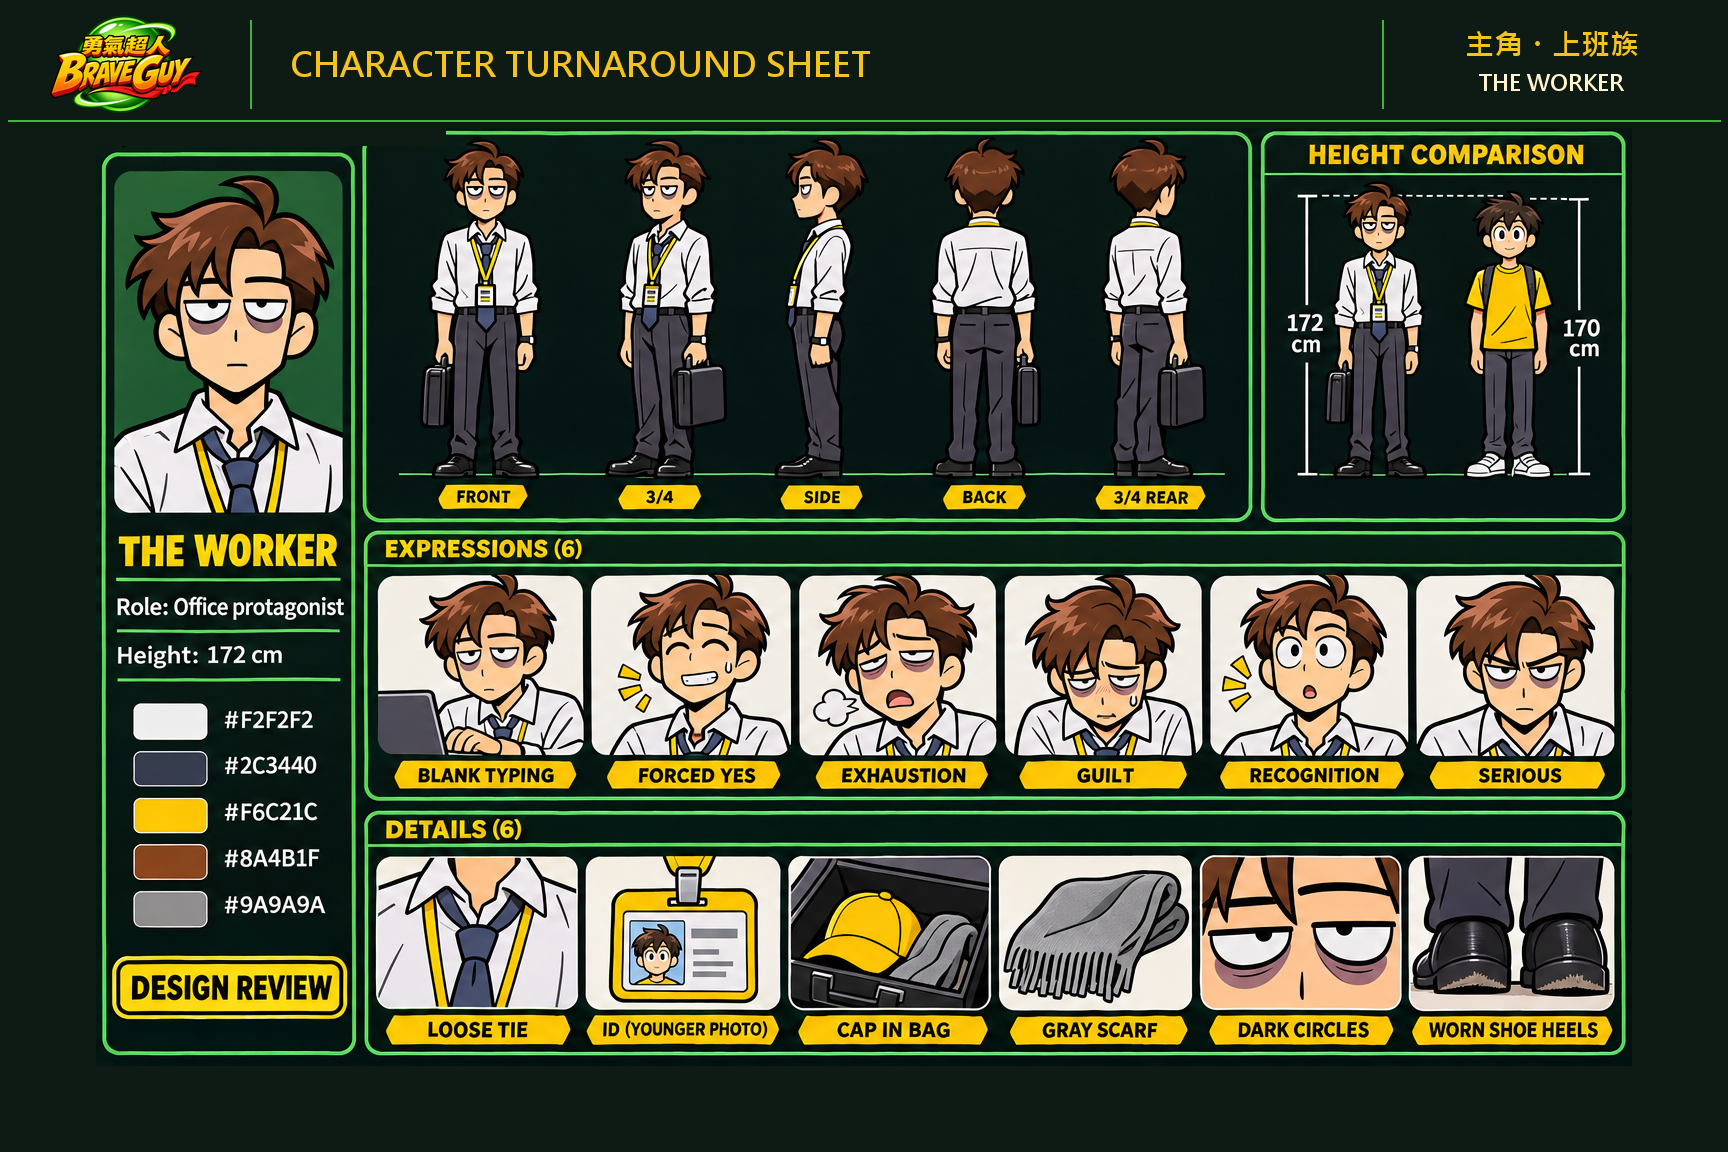 勇氣超人
BRAVE GUY
CHARACTER TURNAROUND SHEET
主角・上班族
THE WORKER
THE WORKER
Role: Office protagonist
Height: 172 cm
#F2F2F2
#2C3440
#F6C21C
#8A4B1F
#9A9A9A
DESIGN REVIEW
FRONT
3/4
SIDE
BACK
3/4 REAR
HEIGHT COMPARISON
172
cm
170
cm
EXPRESSIONS (6)
BLANK TYPING
FORCED YES
EXHAUSTION
GUILT
RECOGNITION
SERIOUS
DETAILS (6)
LOOSE TIE
ID (YOUNGER PHOTO)
CAP IN BAG
GRAY SCARF
DARK CIRCLES
WORN SHOE HEELS